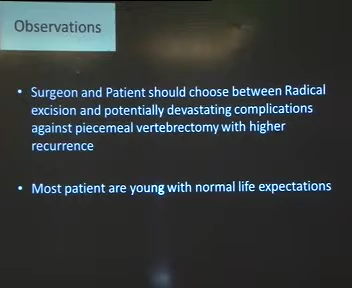 Observations
• Surgeon and Patient should choose between Radical
excision and potentially devastating complications
against piecemeal vertebrectomy with higher
recurrence
• Most patient are young with normal life expectations